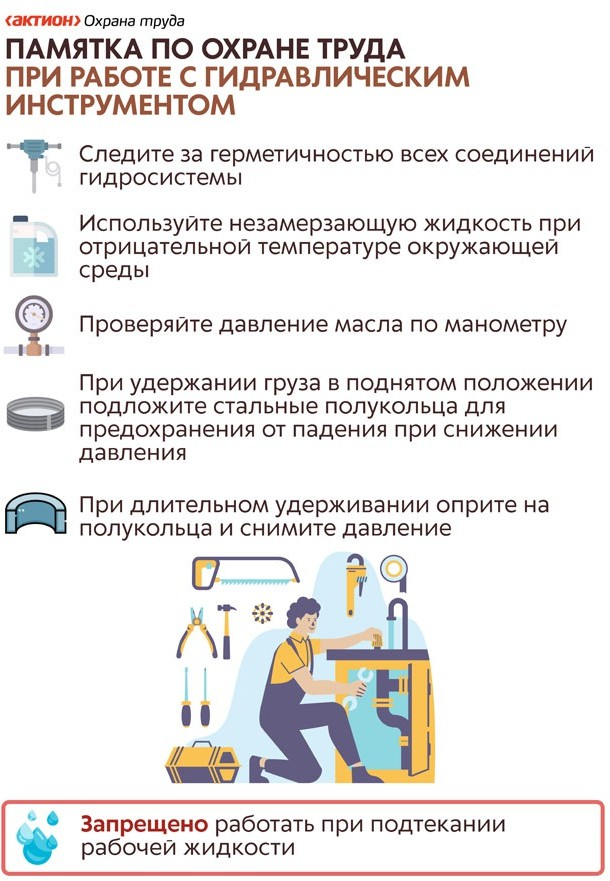 ‹АКТИОН› Охрана труда
ПАМЯТКА ПО ОХРАНЕ ТРУДА
ПРИ РАБОТЕ С ГИДРАВЛИЧЕСКИМ
ИНСТРУМЕНТОМ
Следите за герметичностью всех соединений
гидросистемы
Используйте незамерзающую жидкость при
отрицательной температуре окружающей
среды
Проверяйте давление масла по манометру
При удержании груза в поднятом положении
подложите стальные полукольца для
предохранения от падения при снижении
давления
При длительном удерживании оприте на
полукольца и снимите давление
Запрещено работать при подтекании
рабочей жидкости